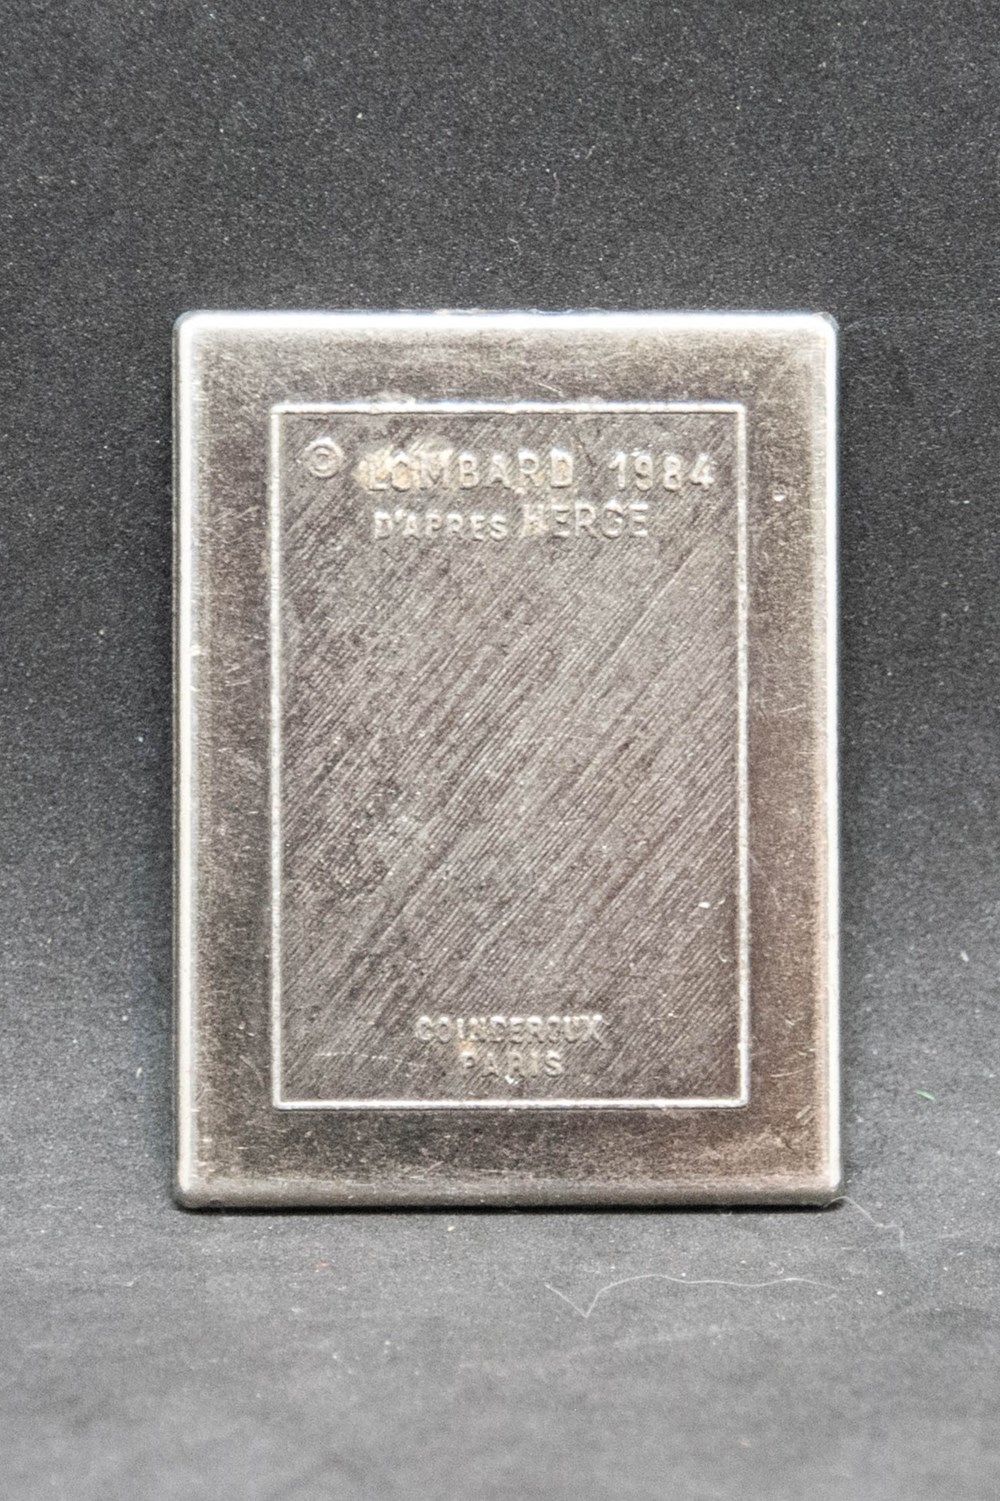 © LOMBARD 1984
D'APRES HERGE
COINDEROUX
PARIS